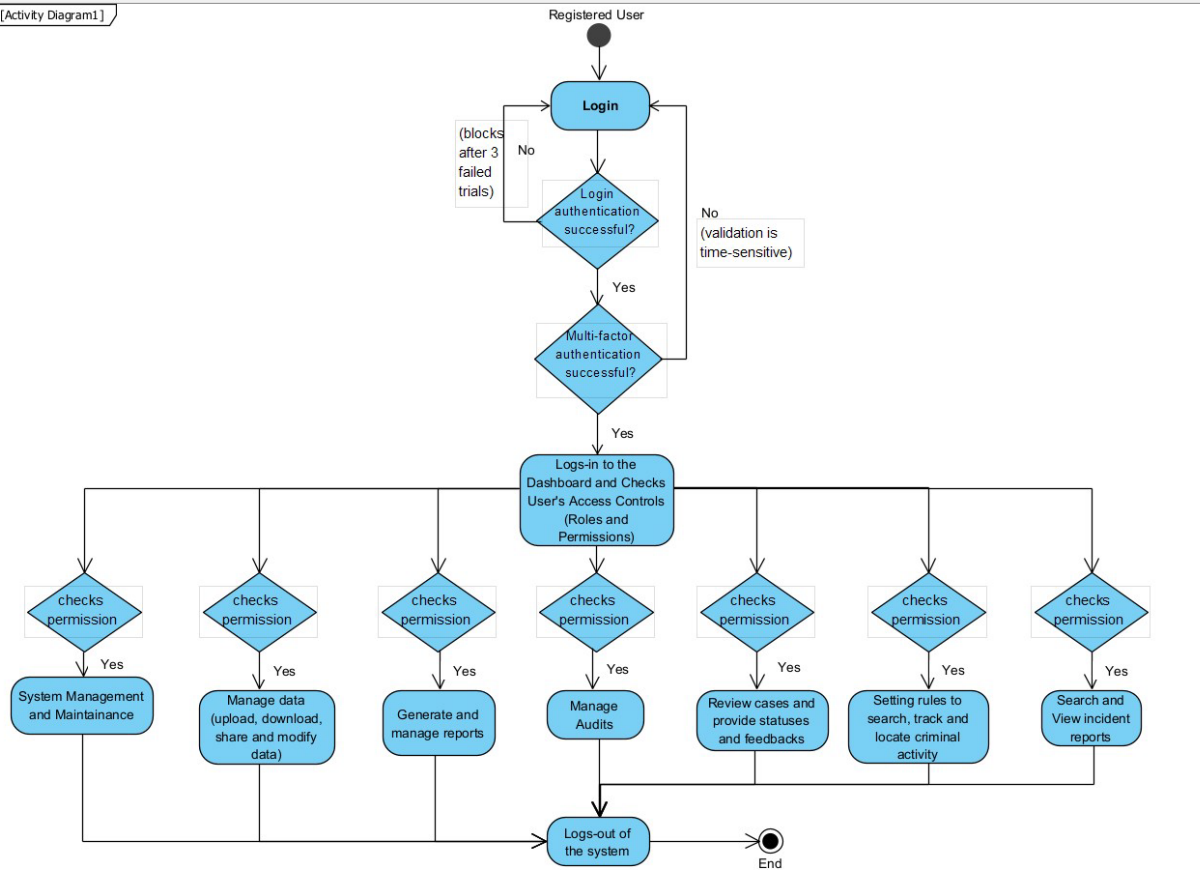 [Activity Diagram1]
Registered User
Login
(blocks
after 3
failed
trials)
No
Login
authentication
successful?
No
(validation is
time-sensitive)
Yes
Multi-factor
authentication
successful?
Yes
Logs-in to the
Dashboard and Checks
User's Access Controls
(Roles and
Permissions)
checks
permission
checks
permission
checks
permission
checks
permission
checks
permission
checks
permission
checks
permission
Yes
Yes
Yes
Yes
Yes
Yes
Yes
System Management
and Maintainance
Manage data
(upload, download,
share and modify
data)
Generate and
manage reports
Manage
Audits
Review cases and
provide statuses
and feedbacks
Setting rules to
search, track and
locate criminal
activity
Search and
View incident
reports
Logs-out of
the system
End